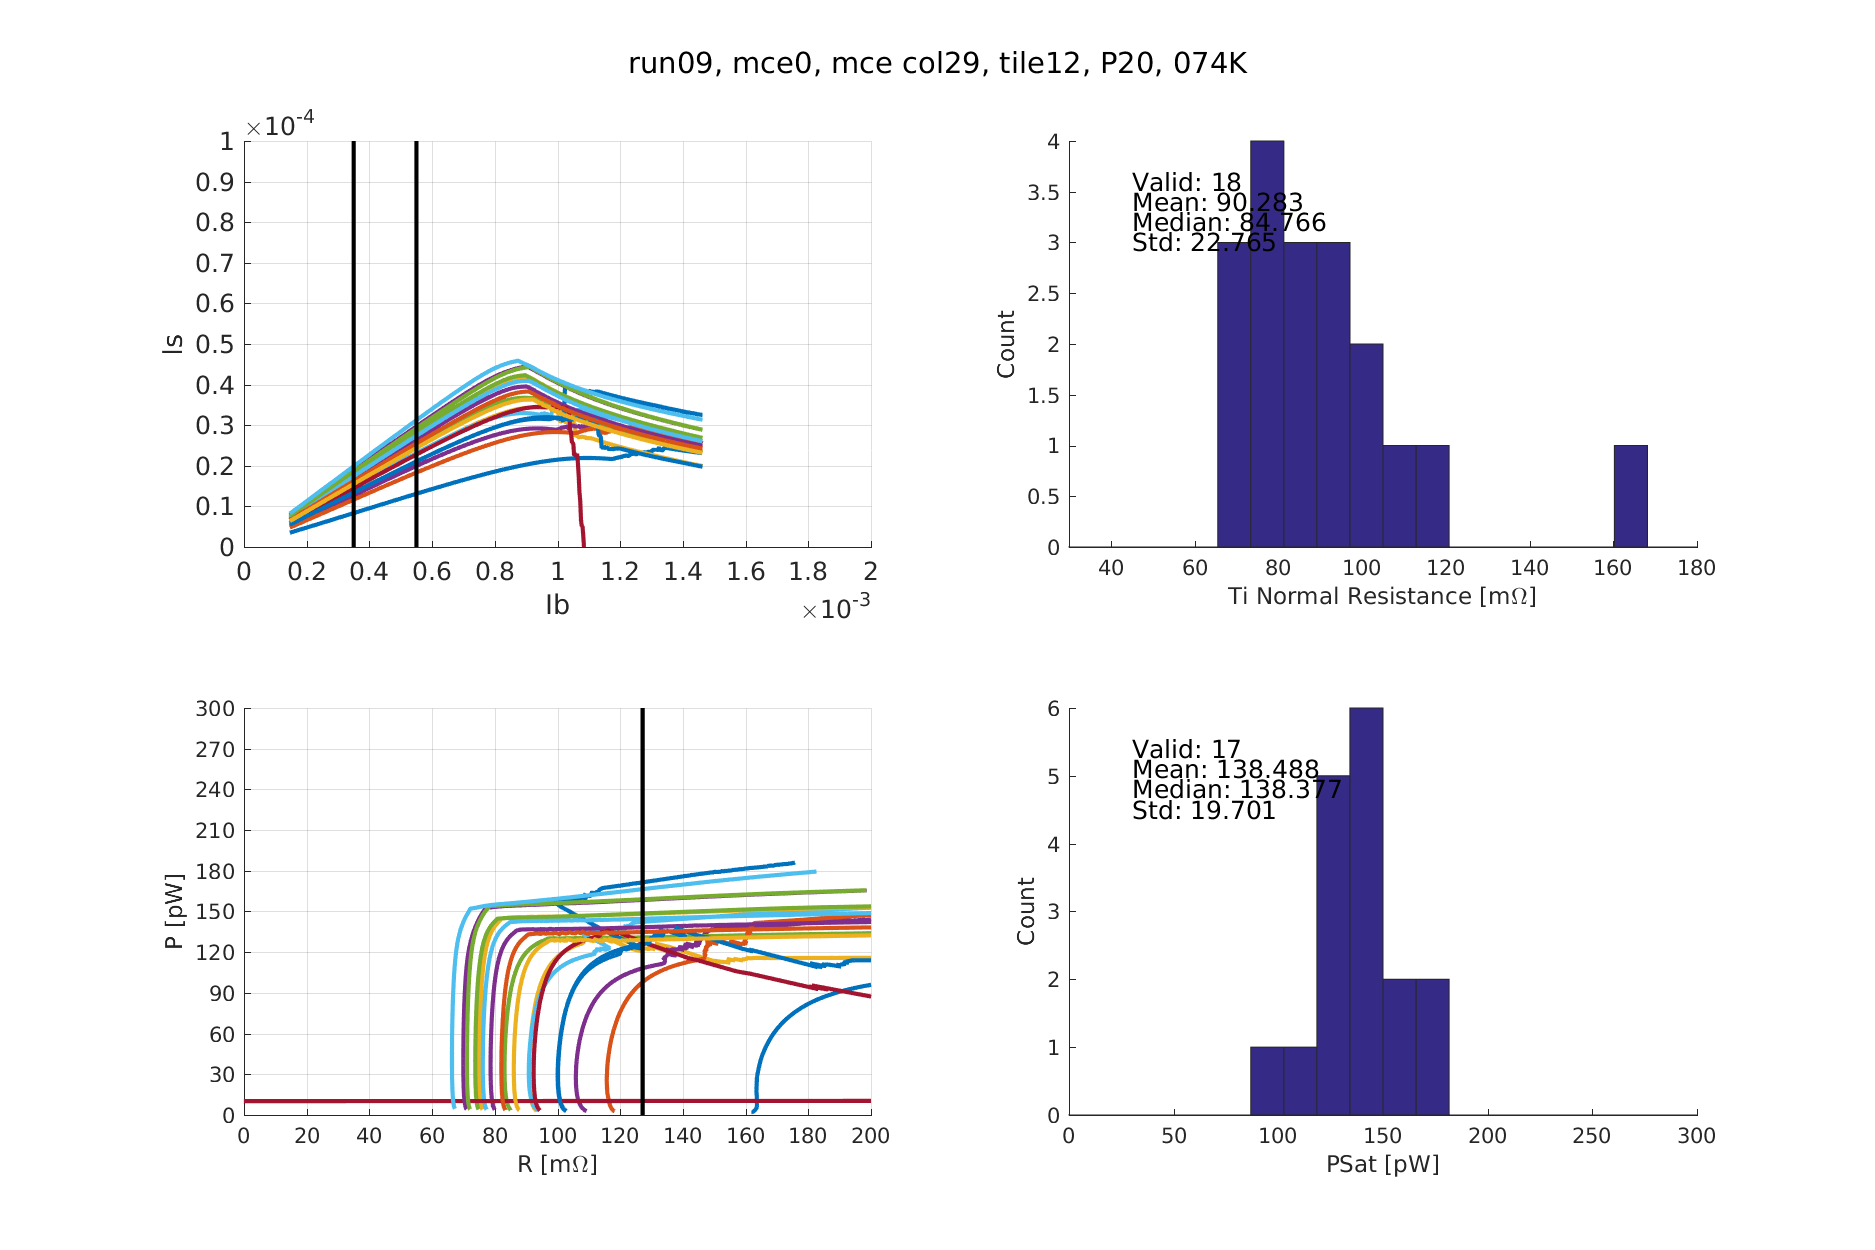 run09, mce0, mce col29, tile12, P20, 074K
×10-4
1
0.9
0.8
0.7
0.6
0.5
0.4
0.3
0.2
0.1
0
Is
0 0.2 0.4 0.6 0.8 1 1.2 1.4 1.6 1.8 2
Ib
×10-3
4
3.5
3
2.5
2
1.5
1
0.5
0
Count
Valid: 18
Mean: 90.283
Median: 84.766
Std: 22.765
40 60 80 100 120 140 160 180
Ti Normal Resistance [mΩ]
300
270
240
210
180
150
120
90
60
30
0
P [pW]
0 20 40 60 80 100 120 140 160 180 200
R [mΩ]
6
5
4
3
2
1
0
Count
Valid: 17
Mean: 138.488
Median: 138.377
Std: 19.701
0 50 100 150 200 250 300
PSat [pW]